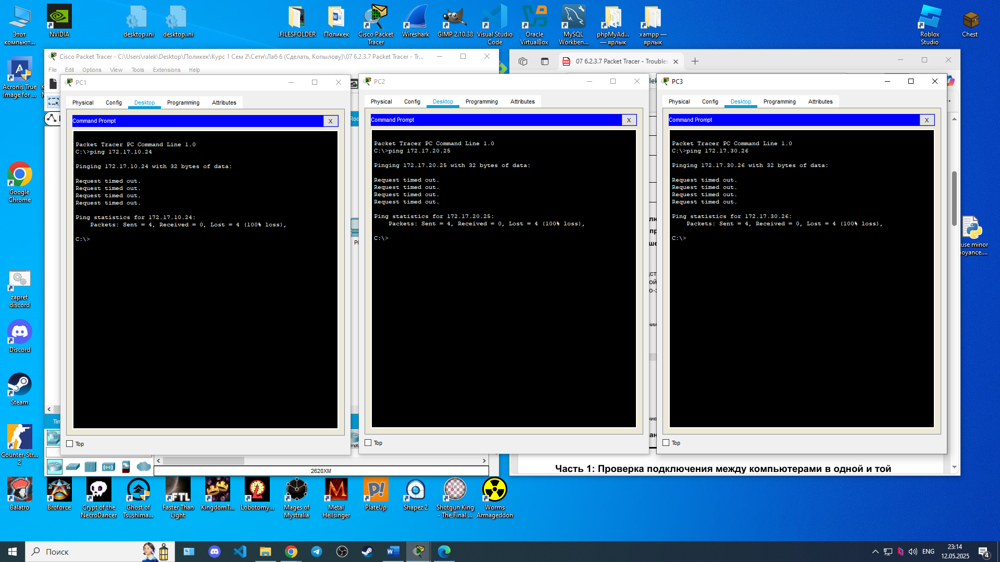 Этот
компьют...
NVIDIA
desktop.ini
desktop.ini
.FILESFOLDER
Поликек
Cisco Packet
Tracer
Wireshark
GIMP 2.10.38
Visual Studio
Code
Oracle
VirtualBox
MySQL
Workben...
phpMyAd...
— ярлык
xampp —
ярлык
Roblox
Studio
Chest
Acronis True
Image for ...
Google
Chrome
zapret
discord
Discord
Steam
Counter-Str...
2
Cisco Packet Tracer - C:\Users\ralek\Desktop\Поликек\Курс 1 Сем 2\Сети\Лаб 6 (Сделать, Копылову)\07 6.2.3.7 Packet Tracer - Tr...
File Edit Options View Tools Extensions Help
07 6.2.3.7 Packet Tracer - Troubles
PC1
Physical Config Desktop Programming Attributes
Command Prompt
X
Packet Tracer PC Command Line 1.0
C:\>ping 172.17.10.24
Pinging 172.17.10.24 with 32 bytes of data:
Request timed out.
Request timed out.
Request timed out.
Request timed out.
Ping statistics for 172.17.10.24:
Packets: Sent = 4, Received = 0, Lost = 4 (100% loss),
C:\>
Top
PC2
Physical Config Desktop Programming Attributes
Command Prompt
X
Packet Tracer PC Command Line 1.0
C:\>ping 172.17.20.25
Pinging 172.17.20.25 with 32 bytes of data:
Request timed out.
Request timed out.
Request timed out.
Request timed out.
Ping statistics for 172.17.20.25:
Packets: Sent = 4, Received = 0, Lost = 4 (100% loss),
C:\>
Top
PC3
Physical Config Desktop Programming Attributes
Command Prompt
X
Packet Tracer PC Command Line 1.0
C:\>ping 172.17.30.26
Pinging 172.17.30.26 with 32 bytes of data:
Request timed out.
Request timed out.
Request timed out.
Request timed out.
Ping statistics for 172.17.30.26:
Packets: Sent = 4, Received = 0, Lost = 4 (100% loss),
C:\>
Top
use minor
2620XM
Часть 1: Проверка подключения между компьютерами в одной и той
Balatro
Broforce
Crypt of the
NecroDancer
Ghost of
Tsushima...
Faster Than
Light
KingdomT...
Lobotomy...
Mages of
Mystralia
Metal
Hellsinger
PlateUp
Shapez 2
Shotgun King
- The Final ...
Worms
Armageddon
Поиск
ENG
23:14
12.05.2025
4